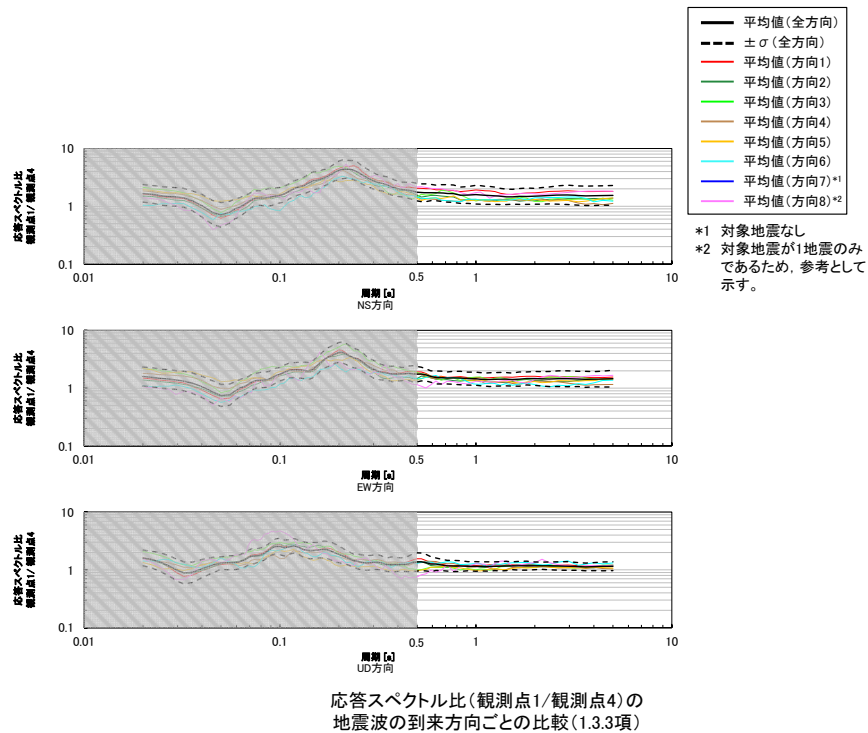 平均値(全方向)
±σ(全方向)
平均値(方向1)
平均値(方向2)
平均値(方向3)
平均値(方向4)
平均値(方向5)
平均値(方向6)
平均値(方向7)*1
平均値(方向8)*2
*1 対象地震なし
*2 対象地震が1地震のみ
であるため,参考として
示す。
応答スペクトル比
観測点1/観測点4
10
1
0.1
0.01
0.1
0.5
1
10
周期[s]
NS方向
応答スペクトル比
観測点1/観測点4
10
1
0.1
0.01
0.1
0.5
1
10
周期[s]
EW方向
応答スペクトル比
観測点1/観測点4
10
1
0.1
0.01
0.1
0.5
1
10
周期[s]
UD方向
応答スペクトル比(観測点1/観測点4)の
地震波の到来方向ごとの比較(1.3.3項)